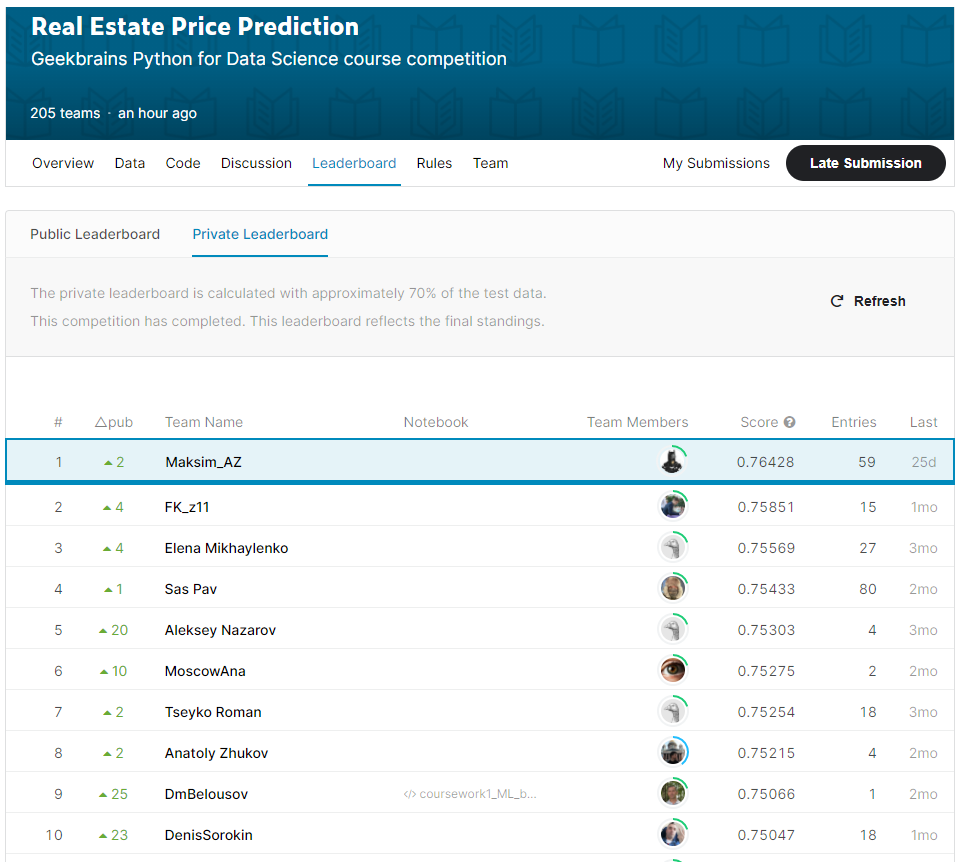 Real Estate Price Prediction
Geekbrains Python for Data Science course competition
205 teams · an hour ago
Overview Data Code Discussion Leaderboard Rules Team My Submissions Late Submission
Public Leaderboard Private Leaderboard
The private leaderboard is calculated with approximately 70% of the test data.
This competition has completed. This leaderboard reflects the final standings.
Refresh
# △pub Team Name Notebook Team Members Score Entries Last
1 2 Maksim_AZ 0.76428 59 25d
2 4 FK_z11 0.75851 15 1mo
3 4 Elena Mikhaylenko 0.75569 27 3mo
4 1 Sas Pav 0.75433 80 2mo
5 20 Aleksey Nazarov 0.75303 4 3mo
6 10 MoscowAna 0.75275 2 2mo
7 2 Tseyko Roman 0.75254 18 3mo
8 2 Anatoly Zhukov 0.75215 4 2mo
9 25 DmBelousov </> coursework1_ML_b... 0.75066 1 2mo
10 23 DenisSorokin 0.75047 18 1mo